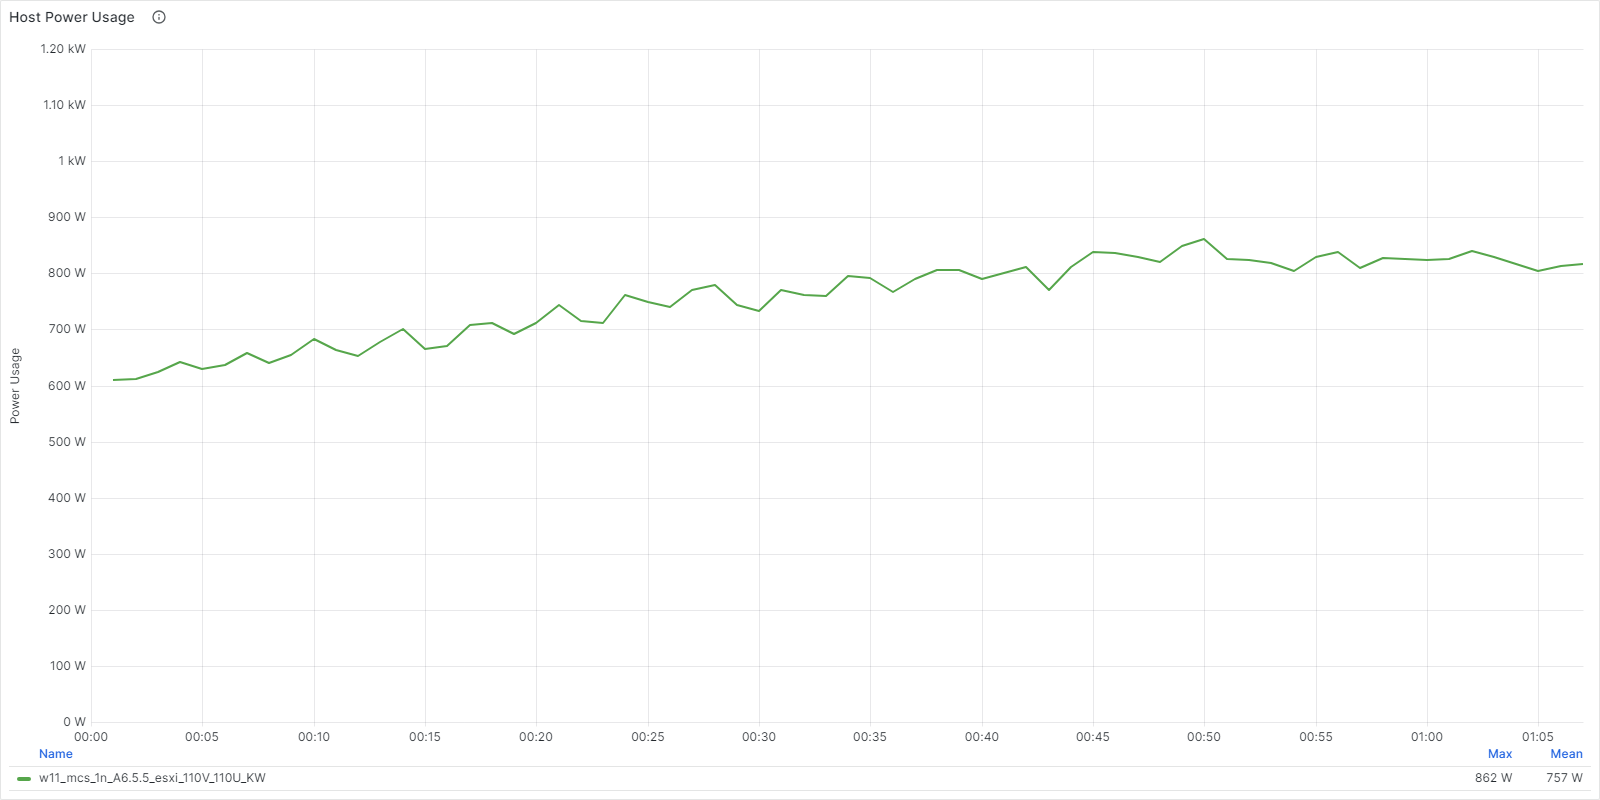 Host Power Usage
1.20 kW
1.10 kW
1 kW
900 W
800 W
700 W
600 W
500 W
400 W
300 W
200 W
100 W
0 W
Power Usage
00:00 00:05 00:10 00:15 00:20 00:25 00:30 00:35 00:40 00:45 00:50 00:55 01:00 01:05
Name Max Mean
w11_mcs_1n_A6.5.5_esxi_110V_110U_KW 862 W 757 W